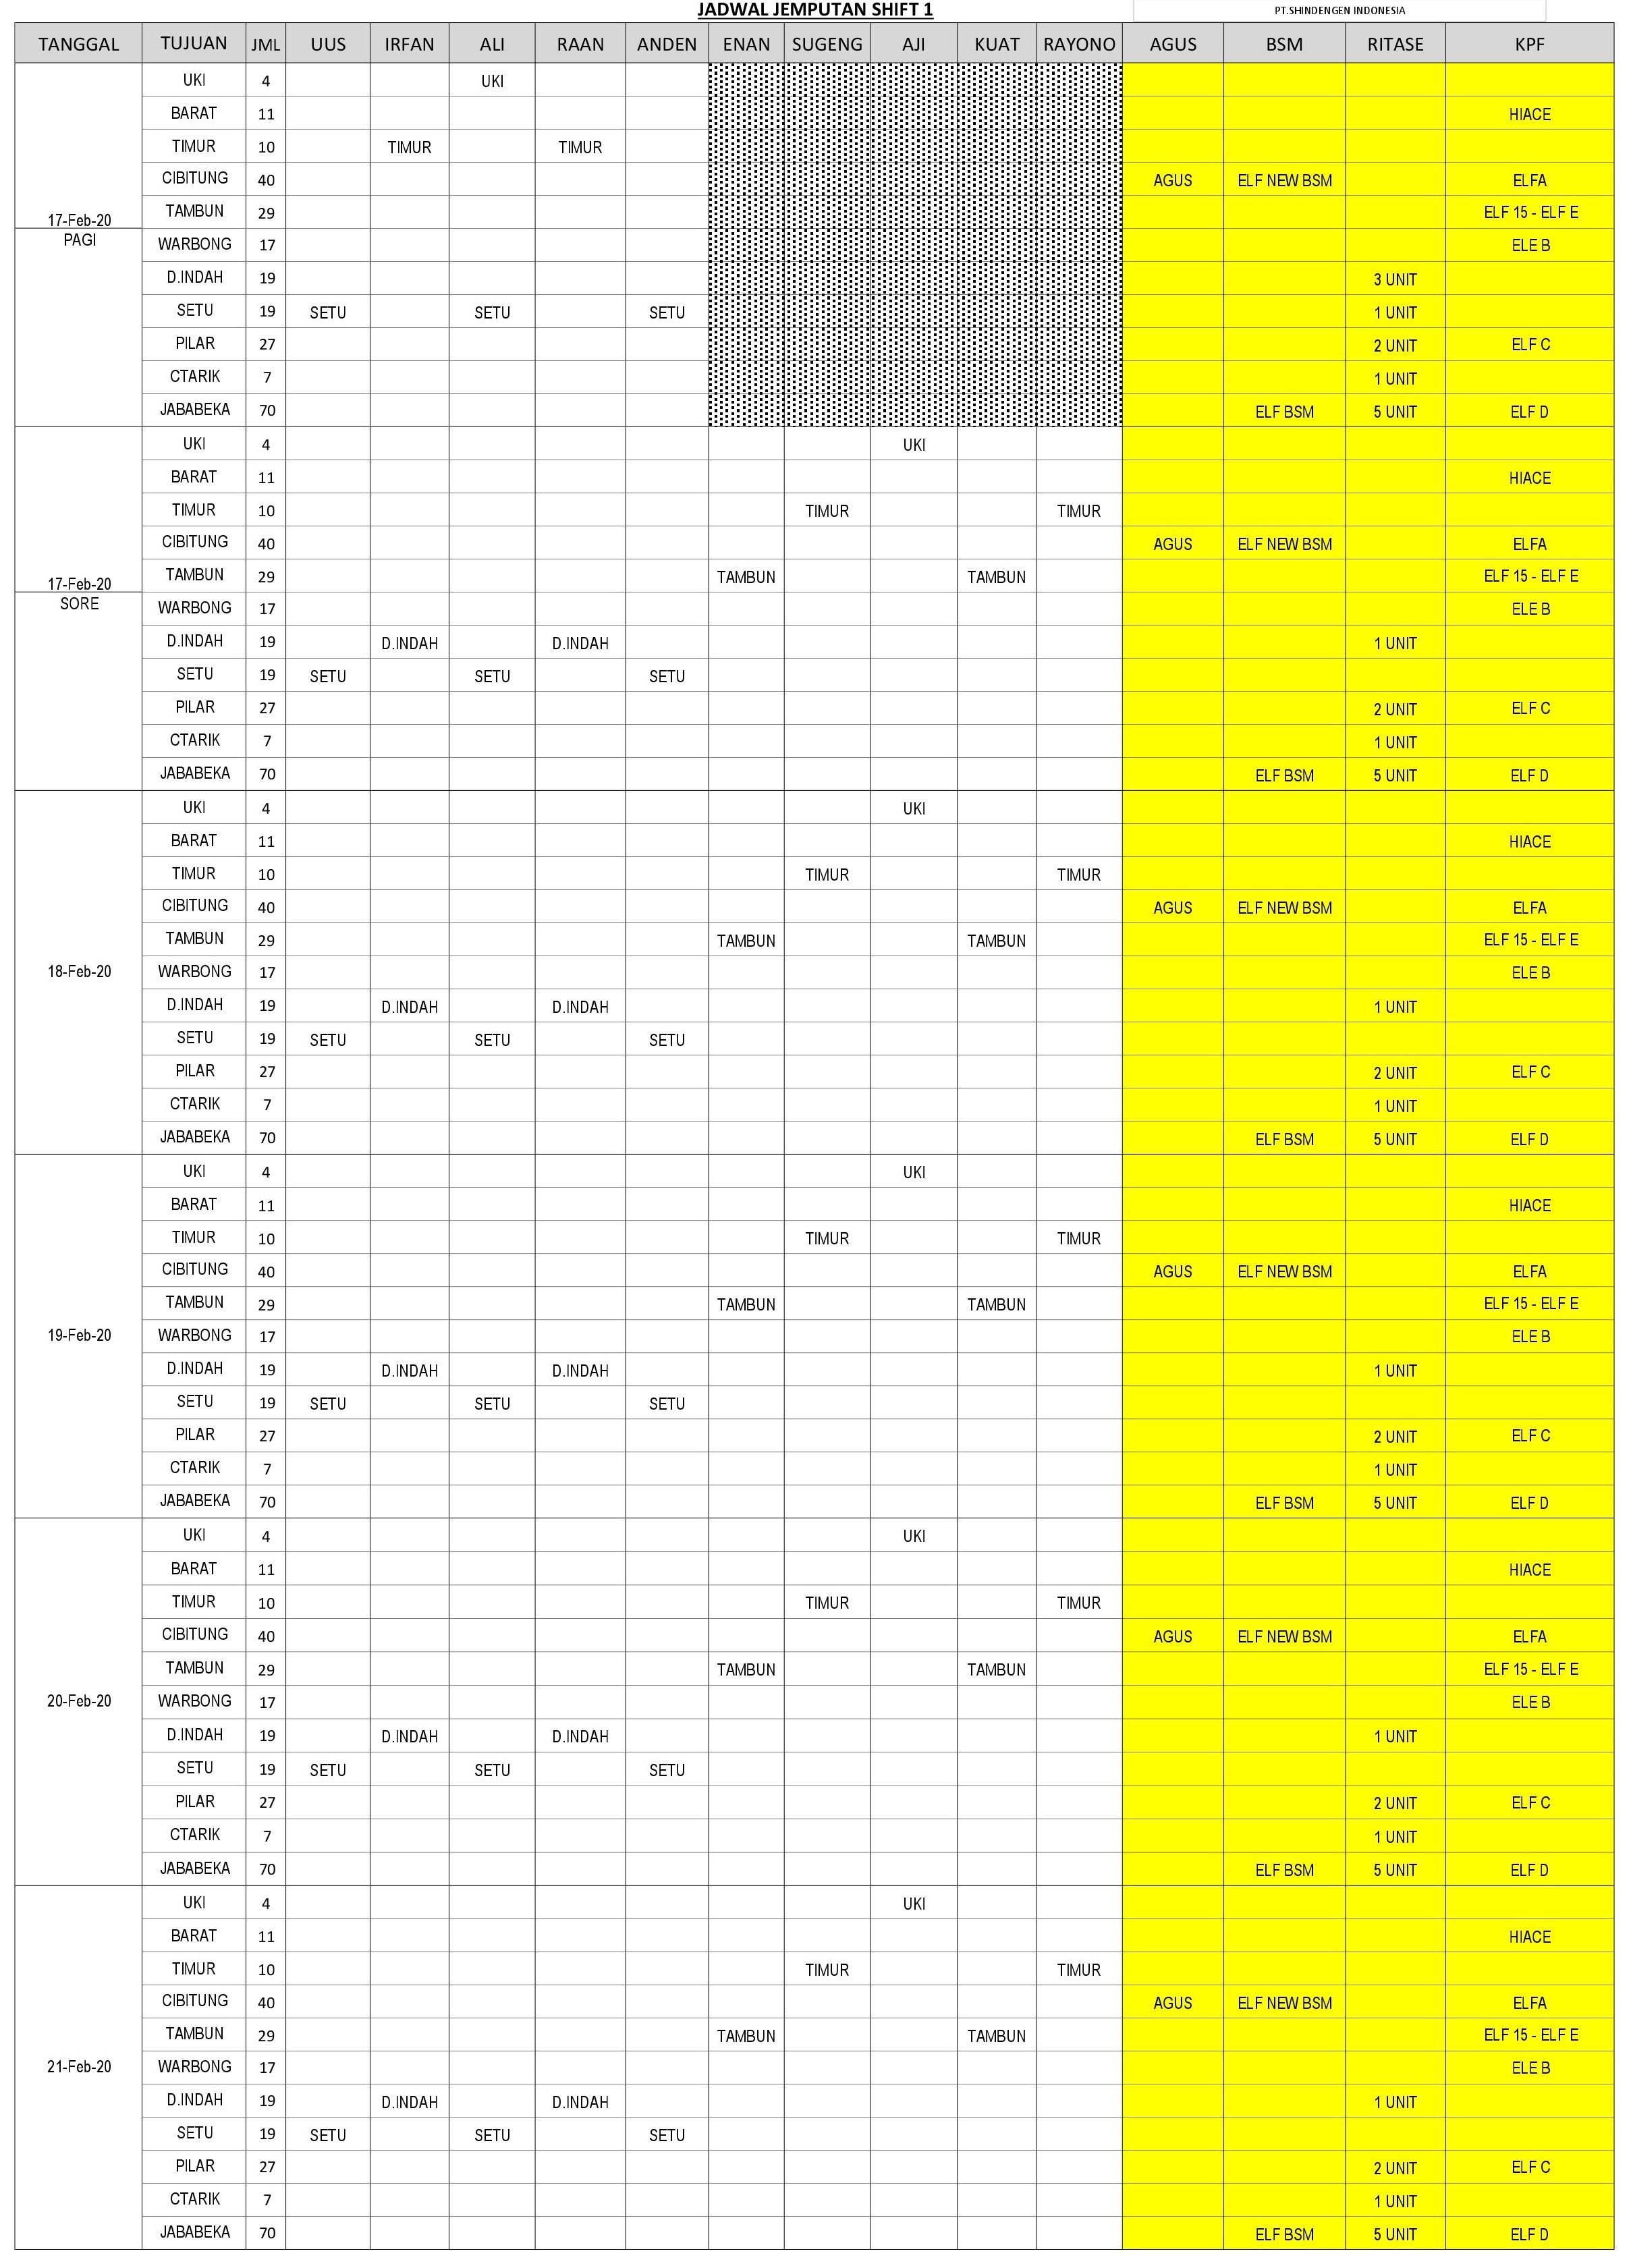 JADWAL JEMPUTAN SHIFT 1
PT.SHINDENGEN INDONESIA
TANGGAL TUJUAN JML UUS IRFAN ALI RAAN ANDEN ENAN SUGENG AJI KUAT RAYONO AGUS BSM RITASE KPF
17-Feb-20
PAGI
UKI 4 UKI
BARAT 11 HIACE
TIMUR 10 TIMUR TIMUR
CIBITUNG 40 AGUS ELF NEW BSM ELFA
TAMBUN 29 ELF 15 - ELF E
WARBONG 17 ELE B
D.INDAH 19 3 UNIT
SETU 19 SETU SETU SETU 1 UNIT
PILAR 27 2 UNIT ELF C
CTARIK 7 1 UNIT
JABABEKA 70 ELF BSM 5 UNIT ELF D
17-Feb-20
SORE
UKI 4 UKI
BARAT 11 HIACE
TIMUR 10 TIMUR TIMUR
CIBITUNG 40 AGUS ELF NEW BSM ELFA
TAMBUN 29 TAMBUN TAMBUN ELF 15 - ELF E
WARBONG 17 ELE B
D.INDAH 19 D.INDAH D.INDAH 1 UNIT
SETU 19 SETU SETU SETU
PILAR 27 2 UNIT ELF C
CTARIK 7 1 UNIT
JABABEKA 70 ELF BSM 5 UNIT ELF D
18-Feb-20
UKI 4 UKI
BARAT 11 HIACE
TIMUR 10 TIMUR TIMUR
CIBITUNG 40 AGUS ELF NEW BSM ELFA
TAMBUN 29 TAMBUN TAMBUN ELF 15 - ELF E
WARBONG 17 ELE B
D.INDAH 19 D.INDAH D.INDAH 1 UNIT
SETU 19 SETU SETU SETU
PILAR 27 2 UNIT ELF C
CTARIK 7 1 UNIT
JABABEKA 70 ELF BSM 5 UNIT ELF D
19-Feb-20
UKI 4 UKI
BARAT 11 HIACE
TIMUR 10 TIMUR TIMUR
CIBITUNG 40 AGUS ELF NEW BSM ELFA
TAMBUN 29 TAMBUN TAMBUN ELF 15 - ELF E
WARBONG 17 ELE B
D.INDAH 19 D.INDAH D.INDAH 1 UNIT
SETU 19 SETU SETU SETU
PILAR 27 2 UNIT ELF C
CTARIK 7 1 UNIT
JABABEKA 70 ELF BSM 5 UNIT ELF D
20-Feb-20
UKI 4 UKI
BARAT 11 HIACE
TIMUR 10 TIMUR TIMUR
CIBITUNG 40 AGUS ELF NEW BSM ELFA
TAMBUN 29 TAMBUN TAMBUN ELF 15 - ELF E
WARBONG 17 ELE B
D.INDAH 19 D.INDAH D.INDAH 1 UNIT
SETU 19 SETU SETU SETU
PILAR 27 2 UNIT ELF C
CTARIK 7 1 UNIT
JABABEKA 70 ELF BSM 5 UNIT ELF D
21-Feb-20
UKI 4 UKI
BARAT 11 HIACE
TIMUR 10 TIMUR TIMUR
CIBITUNG 40 AGUS ELF NEW BSM ELFA
TAMBUN 29 TAMBUN TAMBUN ELF 15 - ELF E
WARBONG 17 ELE B
D.INDAH 19 D.INDAH D.INDAH 1 UNIT
SETU 19 SETU SETU SETU
PILAR 27 2 UNIT ELF C
CTARIK 7 1 UNIT
JABABEKA 70 ELF BSM 5 UNIT ELF D